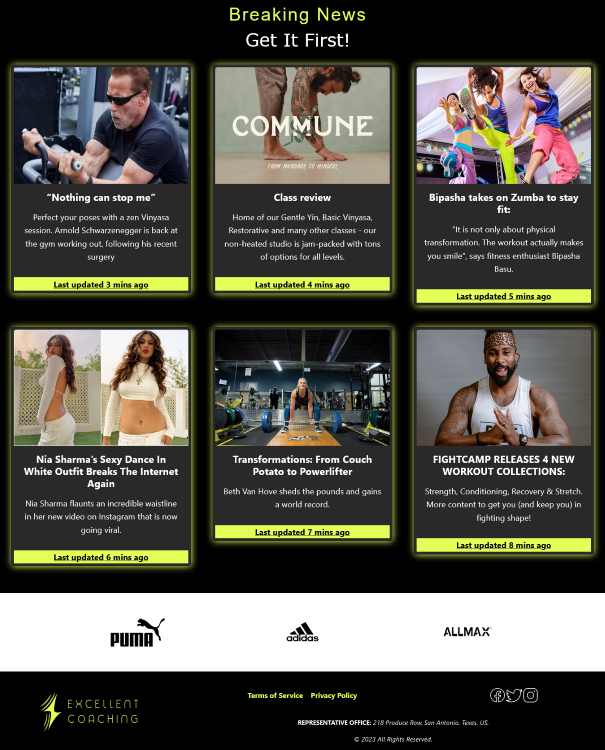 Breaking News
Get It First!
COMMUNE
FROM MUNDANE TO MINDFUL
“Nothing can stop me”
Perfect your poses with a zen Vinyasa
session. Arnold Schwarzenegger is back at
the gym working out, following his recent
surgery
Last updated 3 mins ago
Class review
Home of our Gentle Yin, Basic Vinyasa,
Restorative and many other classes - our
non-heated studio is jam-packed with tons
of options for all levels.
Last updated 4 mins ago
Bipasha takes on Zumba to stay
fit:
"It is not only about physical
transformation. The workout actually makes
you smile", says fitness enthusiast Bipasha
Basu.
Last updated 5 mins ago
Nia Sharma's Sexy Dance In
White Outfit Breaks The Internet
Again
Nia Sharma flaunts an incredible waistline
in her new video on Instagram that is now
going viral.
Last updated 6 mins ago
Transformations: From Couch
Potato to Powerlifter
Beth Van Hove sheds the pounds and gains
a world record.
Last updated 7 mins ago
FIGHTCAMP RELEASES 4 NEW
WORKOUT COLLECTIONS:
Strength, Conditioning, Recovery & Stretch.
More content to get you (and keep you) in
fighting shape!
Last updated 8 mins ago
PUMA
adidas
ALLMAX
EXCELLENT
COACHING
Terms of Service Privacy Policy
REPRESENTATIVE OFFICE: 218 Produce Row, San Antonio, Texas, US.
© 2023 All Rights Reserved.